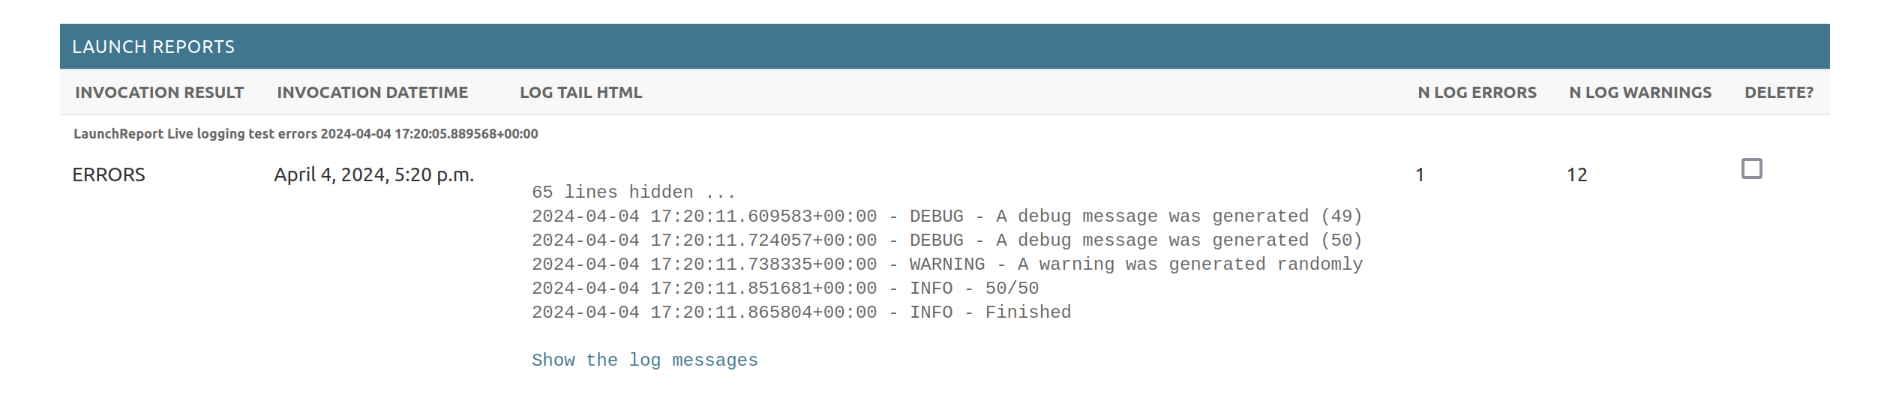 LAUNCH REPORTS
INVOCATION RESULT INVOCATION DATETIME LOG TAIL HTML N LOG ERRORS N LOG WARNINGS DELETE?
LaunchReport Live logging test errors 2024-04-04 17:20:05.889568+00:00
ERRORS April 4, 2024, 5:20 p.m. 1 12
65 lines hidden ...
2024-04-04 17:20:11.609583+00:00 - DEBUG - A debug message was generated (49)
2024-04-04 17:20:11.724057+00:00 - DEBUG - A debug message was generated (50)
2024-04-04 17:20:11.738335+00:00 - WARNING - A warning was generated randomly
2024-04-04 17:20:11.851681+00:00 - INFO - 50/50
2024-04-04 17:20:11.865804+00:00 - INFO - Finished
Show the log messages